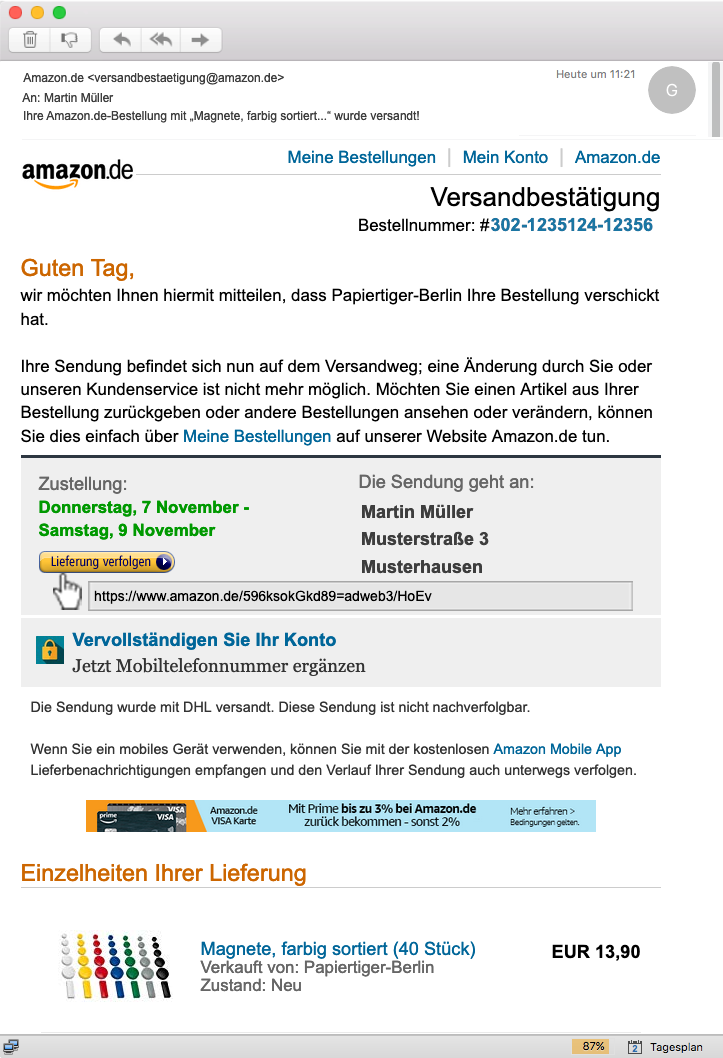 Amazon.de <versandbestaetigung@amazon.de>
Heute um 11:21
G
An: Martin Müller
Ihre Amazon.de-Bestellung mit „Magnete, farbig sortiert...“ wurde versandt!
amazon.de
Meine Bestellungen | Mein Konto | Amazon.de
Versandbestätigung
Bestellnummer: #302-1235124-12356
Guten Tag,
wir möchten Ihnen hiermit mitteilen, dass Papiertiger-Berlin Ihre Bestellung verschickt
hat.
Ihre Sendung befindet sich nun auf dem Versandweg; eine Änderung durch Sie oder
unseren Kundenservice ist nicht mehr möglich. Möchten Sie einen Artikel aus Ihrer
Bestellung zurückgeben oder andere Bestellungen ansehen oder verändern, können
Sie dies einfach über Meine Bestellungen auf unserer Website Amazon.de tun.
Zustellung:
Donnerstag, 7 November -
Samstag, 9 November
Lieferung verfolgen
Die Sendung geht an:
Martin Müller
Musterstraße 3
Musterhausen
https://www.amazon.de/596ksokGkd89=adweb3/HoEv
Vervollständigen Sie Ihr Konto
Jetzt Mobiltelefonnummer ergänzen
Die Sendung wurde mit DHL versandt. Diese Sendung ist nicht nachverfolgbar.
Wenn Sie ein mobiles Gerät verwenden, können Sie mit der kostenlosen Amazon Mobile App
Lieferbenachrichtigungen empfangen und den Verlauf Ihrer Sendung auch unterwegs verfolgen.
prime
VISA
VISA
Amazon.de
VISA Karte
Mit Prime bis zu 3% bei Amazon.de
zurück bekommen - sonst 2%
Mehr erfahren >
Bedingungen gelten.
Einzelheiten Ihrer Lieferung
Magnete, farbig sortiert (40 Stück)
EUR 13,90
Verkauft von: Papiertiger-Berlin
Zustand: Neu
87%
2
Tagesplan